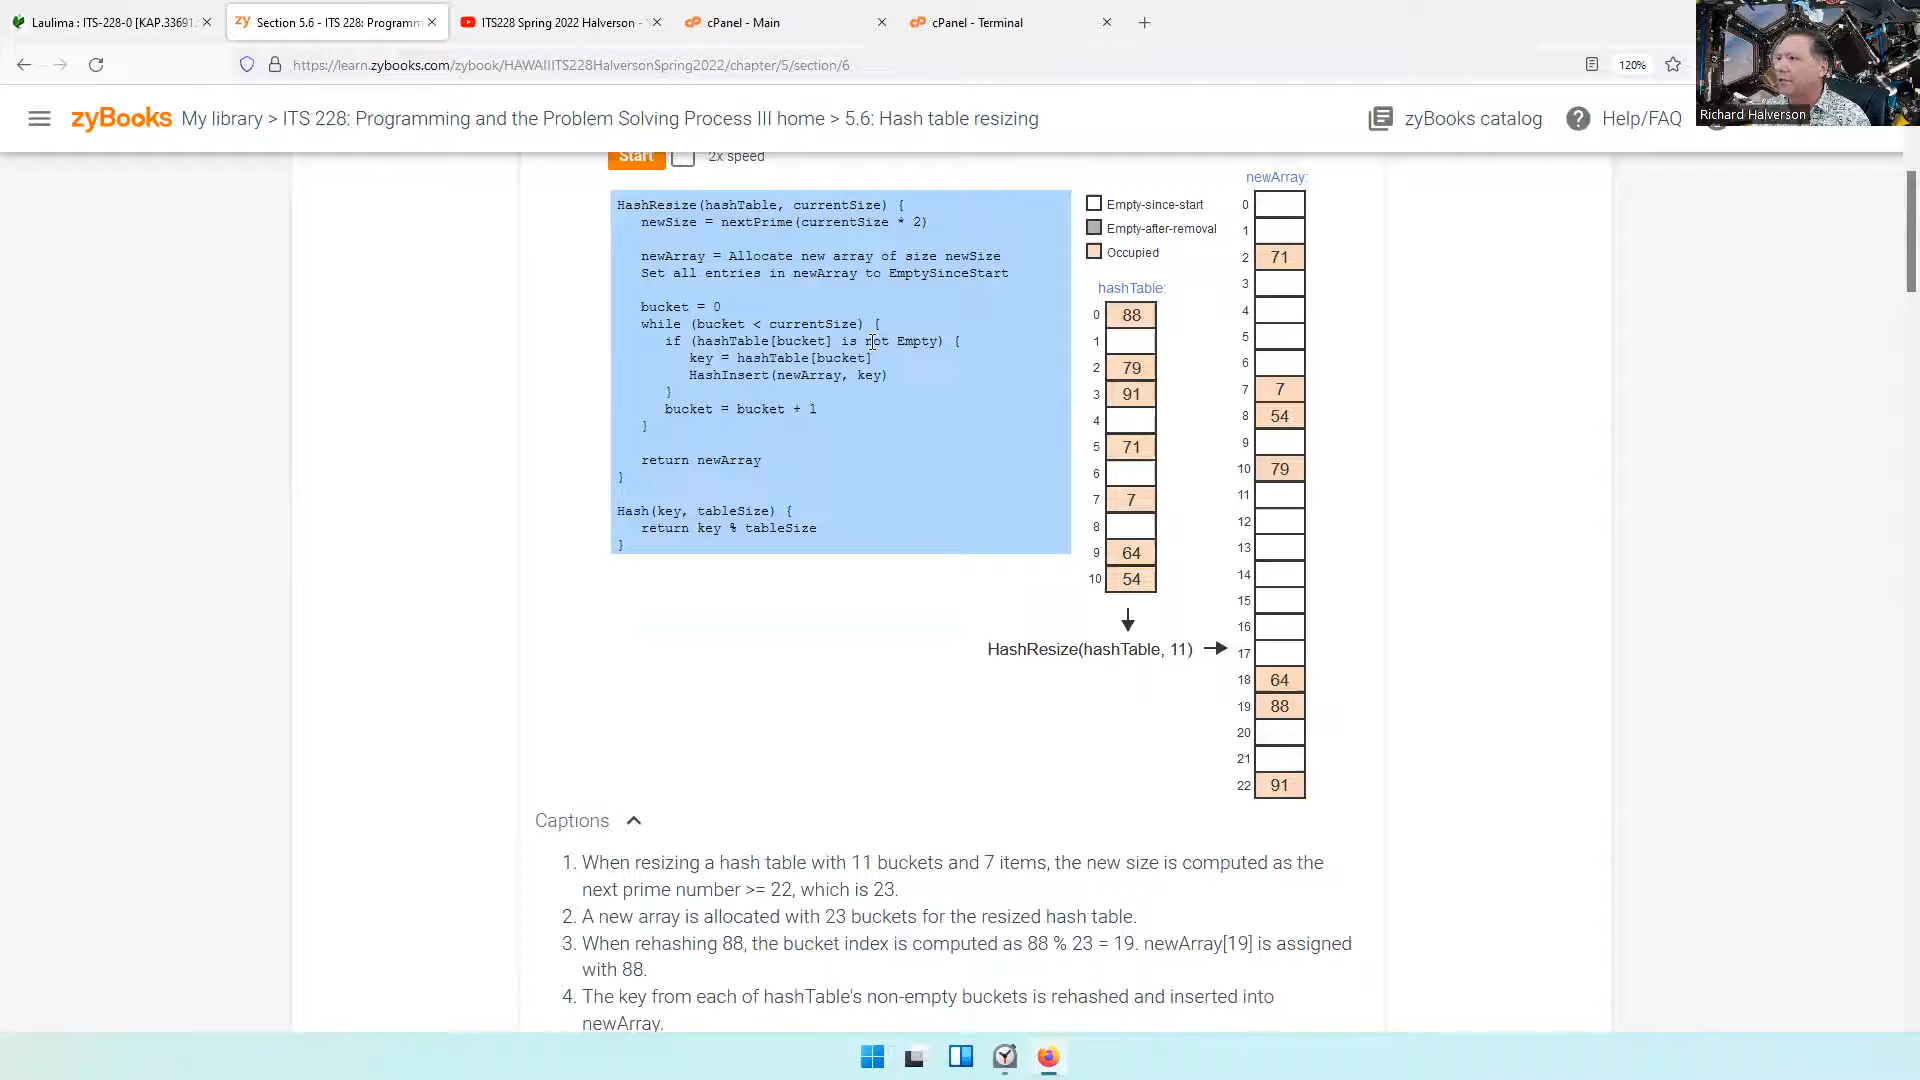 Laulima : ITS-228-0 [KAP.33691.
Section 5.6 - ITS 228: Programm
ITS228 Spring 2022 Halverson -
cPanel - Main
cPanel - Terminal
https://learn.zybooks.com/zybook/HAWAIIITS228HalversonSpring2022/chapter/5/section/6
120%
Richard Halverson
zyBooks My library > ITS 228: Programming and the Problem Solving Process III home > 5.6: Hash table resizing
zyBooks catalog
Help/FAQ
Start
2x speed
HashResize(hashTable, currentSize) {
newSize = nextPrime(currentSize * 2)
newArray = Allocate new array of size newSize
Set all entries in newArray to EmptySinceStart
bucket = 0
while (bucket < currentSize) {
if (hashTable[bucket] is not Empty) {
key = hashTable[bucket]
HashInsert(newArray, key)
}
bucket = bucket + 1
}
return newArray
}
Hash(key, tableSize) {
return key % tableSize
}
Empty-since-start
Empty-after-removal
Occupied
hashTable:
0 88
1
2 79
3 91
4
5 71
6
7 7
8
9 64
10 54
HashResize(hashTable, 11)
newArray:
0
1
2 71
3
4
5
6
7 7
8 54
9
10 79
11
12
13
14
15
16
17
18 64
19 88
20
21
22 91
Captions
1. When resizing a hash table with 11 buckets and 7 items, the new size is computed as the
next prime number >= 22, which is 23.
2. A new array is allocated with 23 buckets for the resized hash table.
3. When rehashing 88, the bucket index is computed as 88 % 23 = 19. newArray[19] is assigned
with 88.
4. The key from each of hashTable's non-empty buckets is rehashed and inserted into
newArray.